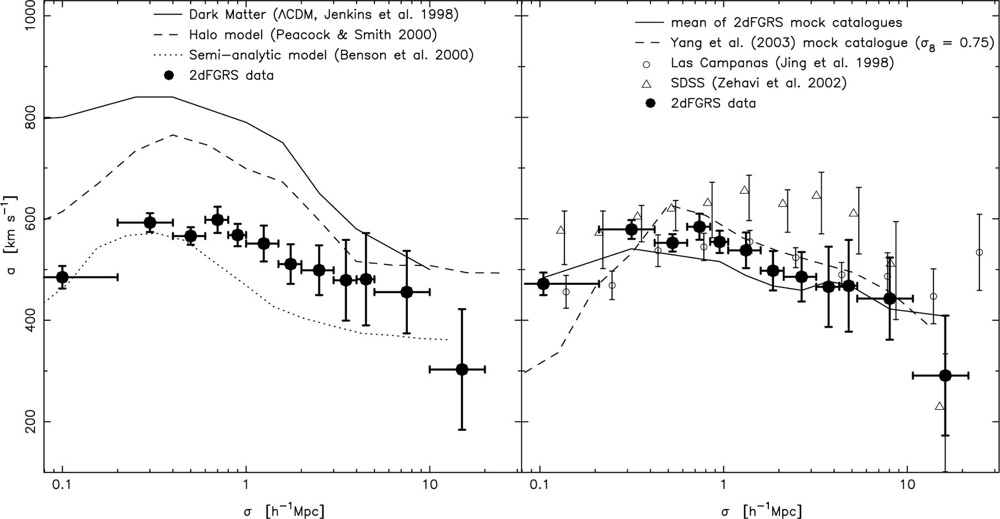 Dark Matter (ΛCDM, Jenkins et al. 1998)
Halo model (Peacock & Smith 2000)
Semi-analytic model (Benson et al. 2000)
2dFGRS data
mean of 2dFGRS mock catalogues
Yang et al. (2003) mock catalogue (σ₈ = 0.75)
Las Campanas (Jing et al. 1998)
SDSS (Zehavi et al. 2002)
2dFGRS data
1000
800
600
400
200
a [km s⁻¹]
0.1 1 10
0.1 1 10
σ [h⁻¹Mpc]
σ [h⁻¹Mpc]